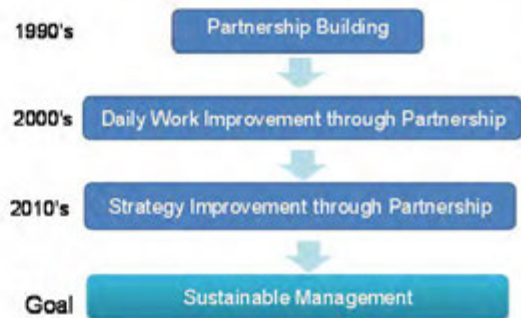 1990's
Partnership Building
2000's
Daily Work Improvement through Partnership
2010's
Strategy Improvement through Partnership
Goal
Sustainable Management